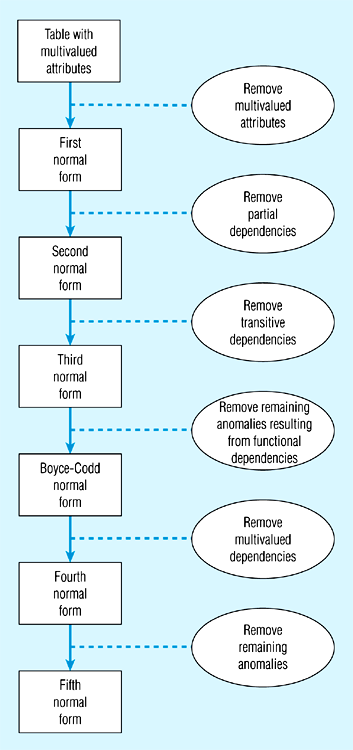 Table with
multivalued
attributes
Remove
multivalued
attributes
First
normal
form
Remove
partial
dependencies
Second
normal
form
Remove
transitive
dependencies
Third
normal
form
Remove remaining
anomalies resulting
from functional
dependencies
Boyce-Codd
normal
form
Remove
multivalued
dependencies
Fourth
normal
form
Remove
remaining
anomalies
Fifth
normal
form